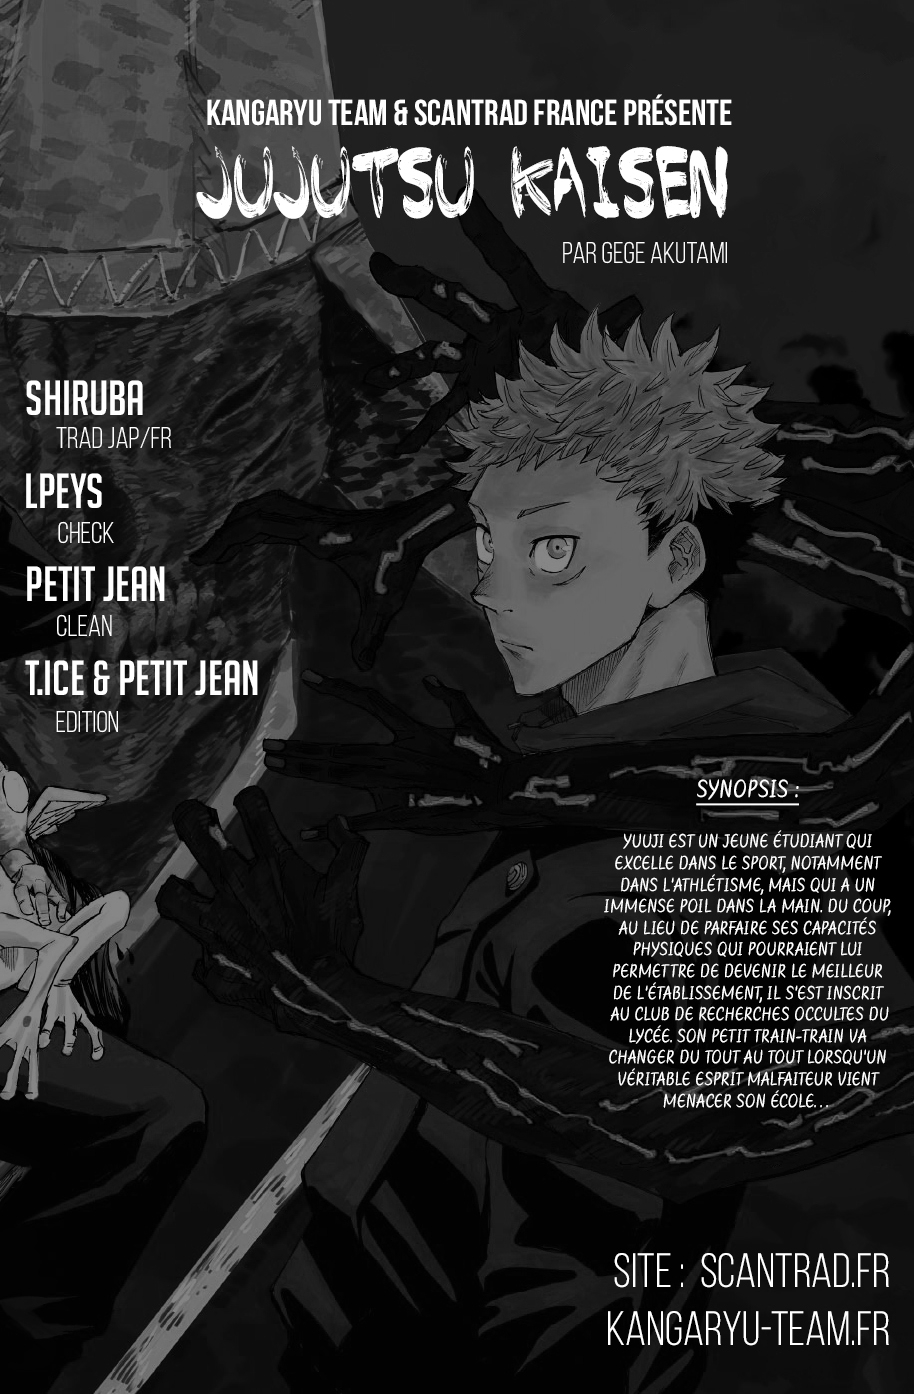 KANGARYU TEAM & SCANTRAD FRANCE PRÉSENTE
JUJUTSU KAISEN
PAR GEGE AKUTAMI
SHIRUBA
TRAD JAP/FR
LPEYS
CHECK
PETIT JEAN
CLEAN
T.ICE & PETIT JEAN
EDITION
SYNOPSIS :
YUUJI EST UN JEUNE ÉTUDIANT QUI
EXCELLE DANS LE SPORT, NOTAMMENT
DANS L'ATHLÉTISME, MAIS QUI A UN
IMMENSE POIL DANS LA MAIN. DU COUP,
AU LIEU DE PARFAIRE SES CAPACITÉS
PHYSIQUES QUI POURRAIENT LUI
PERMETTRE DE DEVENIR LE MEILLEUR
DE L'ÉTABLISSEMENT, IL S'EST INSCRIT
AU CLUB DE RECHERCHES OCCULTES DU
LYCÉE. SON PETIT TRAIN-TRAIN VA
CHANGER DU TOUT AU TOUT LORSQU'UN
VÉRITABLE ESPRIT MALFAITEUR VIENT
MENACER SON ÉCOLE...
SITE : SCANTRAD.FR
KANGARYU-TEAM.FR